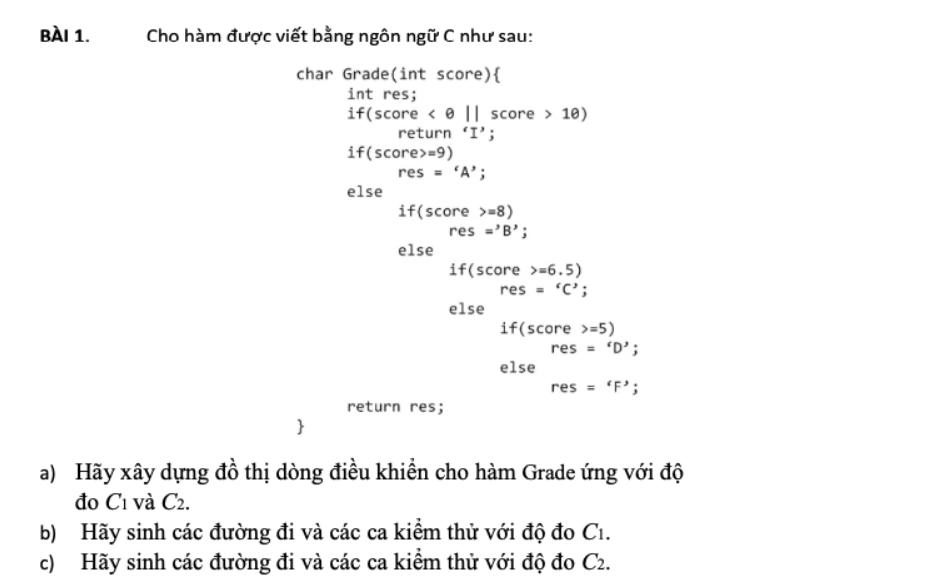 BÀI 1. Cho hàm được viết bằng ngôn ngữ C như sau:
char Grade(int score){
int res;
if(score < 0 || score > 10)
return ‘I’;
if(score>=9)
res = ‘A’;
else
if(score >=8)
res =’B’;
else
if(score >=6.5)
res = ‘C’;
else
if(score >=5)
res = ‘D’;
else
res = ‘F’;
return res;
}
a) Hãy xây dựng đồ thị dòng điều khiển cho hàm Grade ứng với độ
đo C1 và C2.
b) Hãy sinh các đường đi và các ca kiểm thử với độ đo C1.
c) Hãy sinh các đường đi và các ca kiểm thử với độ đo C2.